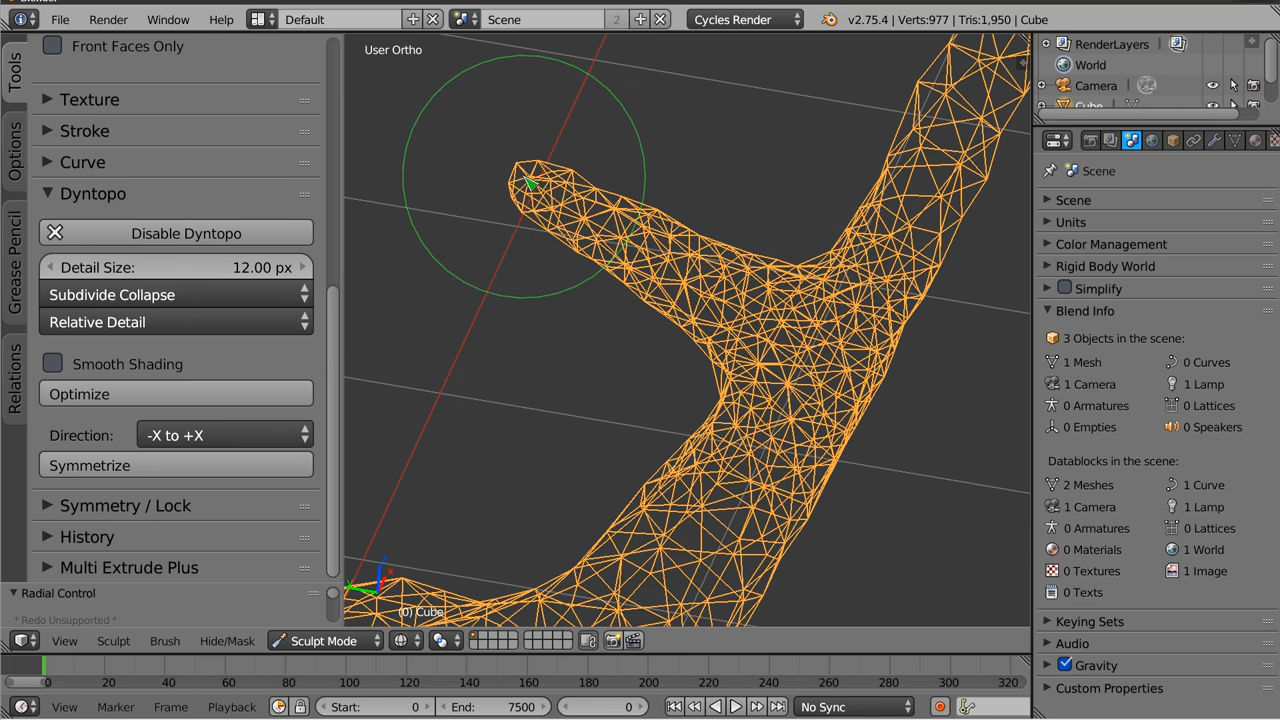 Blender
File Render Window Help Default Scene 2 Cycles Render v2.75.4 | Verts:977 | Tris:1,950 | Cube
Tools
Options
Grease Pencil
Relations
Front Faces Only
Texture
Stroke
Curve
Dyntopo
Disable Dyntopo
Detail Size: 12.00 px
Subdivide Collapse
Relative Detail
Smooth Shading
Optimize
Direction: -X to +X
Symmetrize
Symmetry / Lock
History
Multi Extrude Plus
Radial Control
* Redo Unsupported *
User Ortho
(0) Cube
RenderLayers
World
Camera
Cube
Scene
Scene
Units
Color Management
Rigid Body World
Simplify
Blend Info
3 Objects in the scene:
1 Mesh 0 Curves
1 Camera 1 Lamp
0 Armatures 0 Lattices
0 Empties 0 Speakers
Datablocks in the scene:
2 Meshes 1 Curve
1 Camera 1 Lamp
0 Armatures 0 Lattices
0 Materials 1 World
0 Textures 1 Image
0 Texts
Keying Sets
Audio
Gravity
Custom Properties
View Sculpt Brush Hide/Mask Sculpt Mode
0 20 40 60 80 100 120 140 160 180 200 220 240 260 280 300 320
View Marker Frame Playback Start: 0 End: 7500 0 No Sync